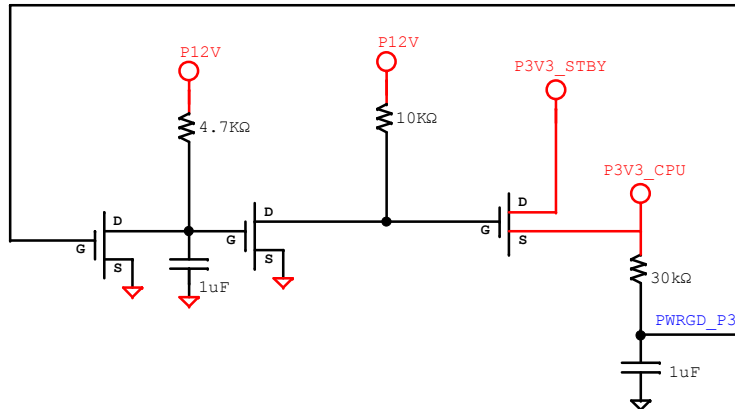 P12V
P12V
P3V3_STBY
4.7KΩ
10KΩ
P3V3_CPU
D
G
S
1uF
D
G
S
D
G
S
30kΩ
PWRGD_P3
1uF